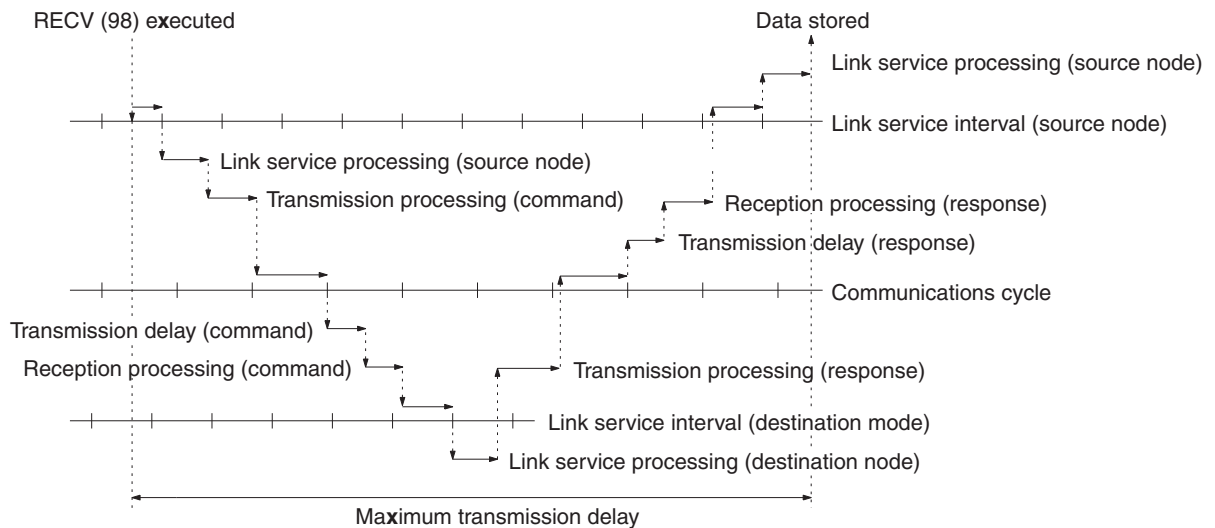 RECV (98) executed
Data stored
Link service processing (source node)
Link service interval (source node)
Link service processing (source node)
Transmission processing (command)
Reception processing (response)
Transmission delay (response)
Communications cycle
Transmission delay (command)
Reception processing (command)
Transmission processing (response)
Link service interval (destination mode)
Link service processing (destination node)
Maximum transmission delay